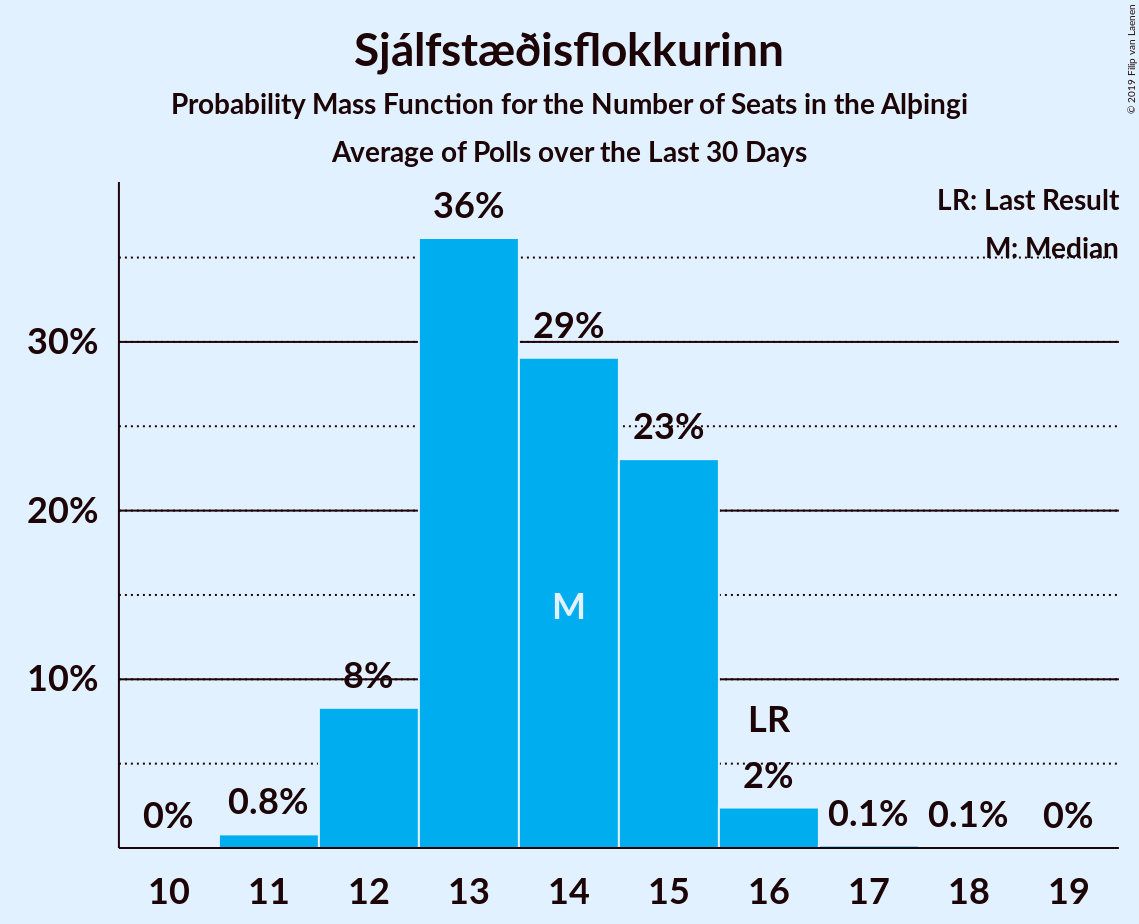 Sjálfstæðisflokkurinn
Probability Mass Function for the Number of Seats in the Alþingi
Average of Polls over the Last 30 Days
© 2019 Filip van Laenen
LR: Last Result
M: Median
36%
29%
23%
8%
0.8%
0%
M
LR
2%
0.1%
0.1%
0%
30%
20%
10%
10 11 12 13 14 15 16 17 18 19